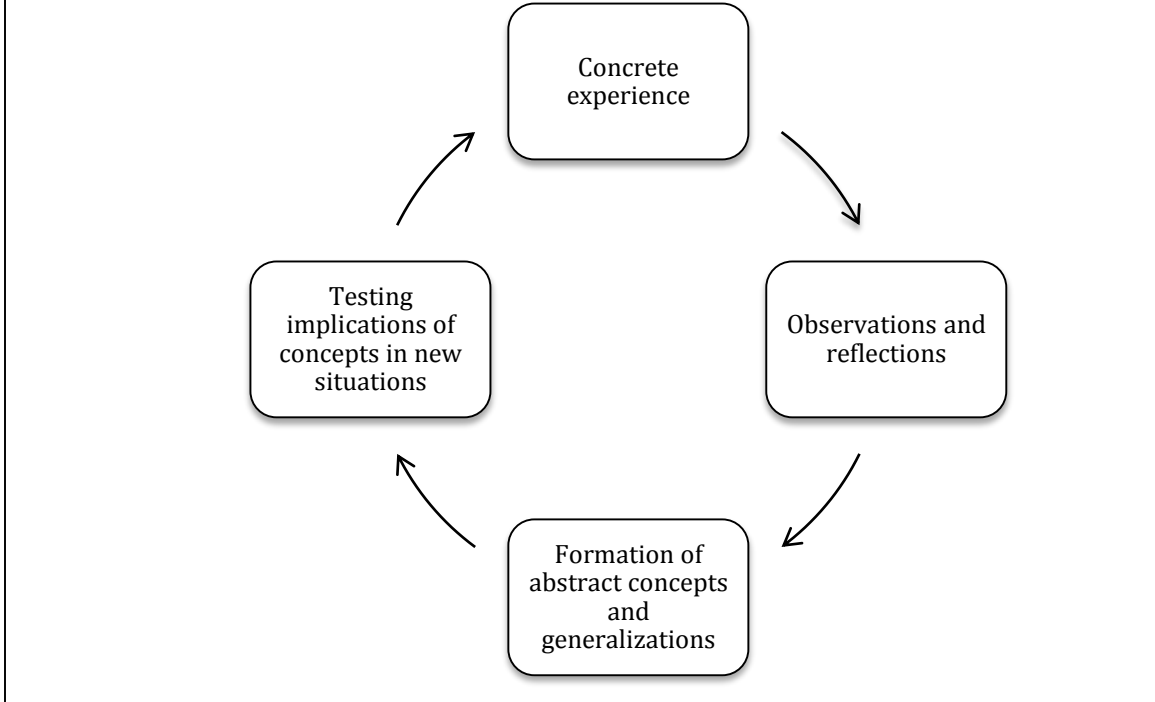 Concrete
experience
Observations and
reflections
Formation of
abstract concepts
and
generalizations
Testing
implications of
concepts in new
situations